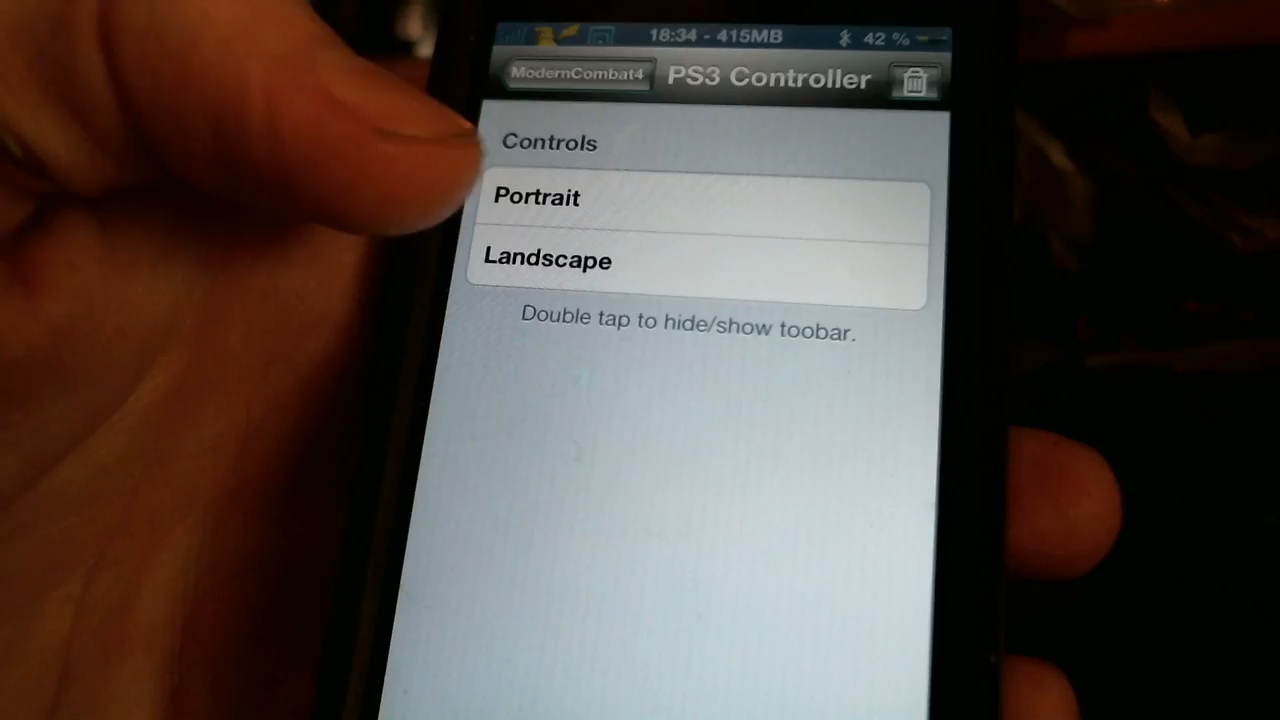 18:34 - 415MB 42 %
ModernCombat4 PS3 Controller
Controls
Portrait
Landscape
Double tap to hide/show toobar.